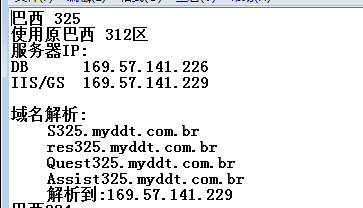 巴西 325
使用原巴西 312区
服务器IP:
DB 169.57.141.226
IIS/GS 169.57.141.229
域名解析:
S325.myddt.com.br
res325.myddt.com.br
Quest325.myddt.com.br
Assist325.myddt.com.br
解析到:169.57.141.229